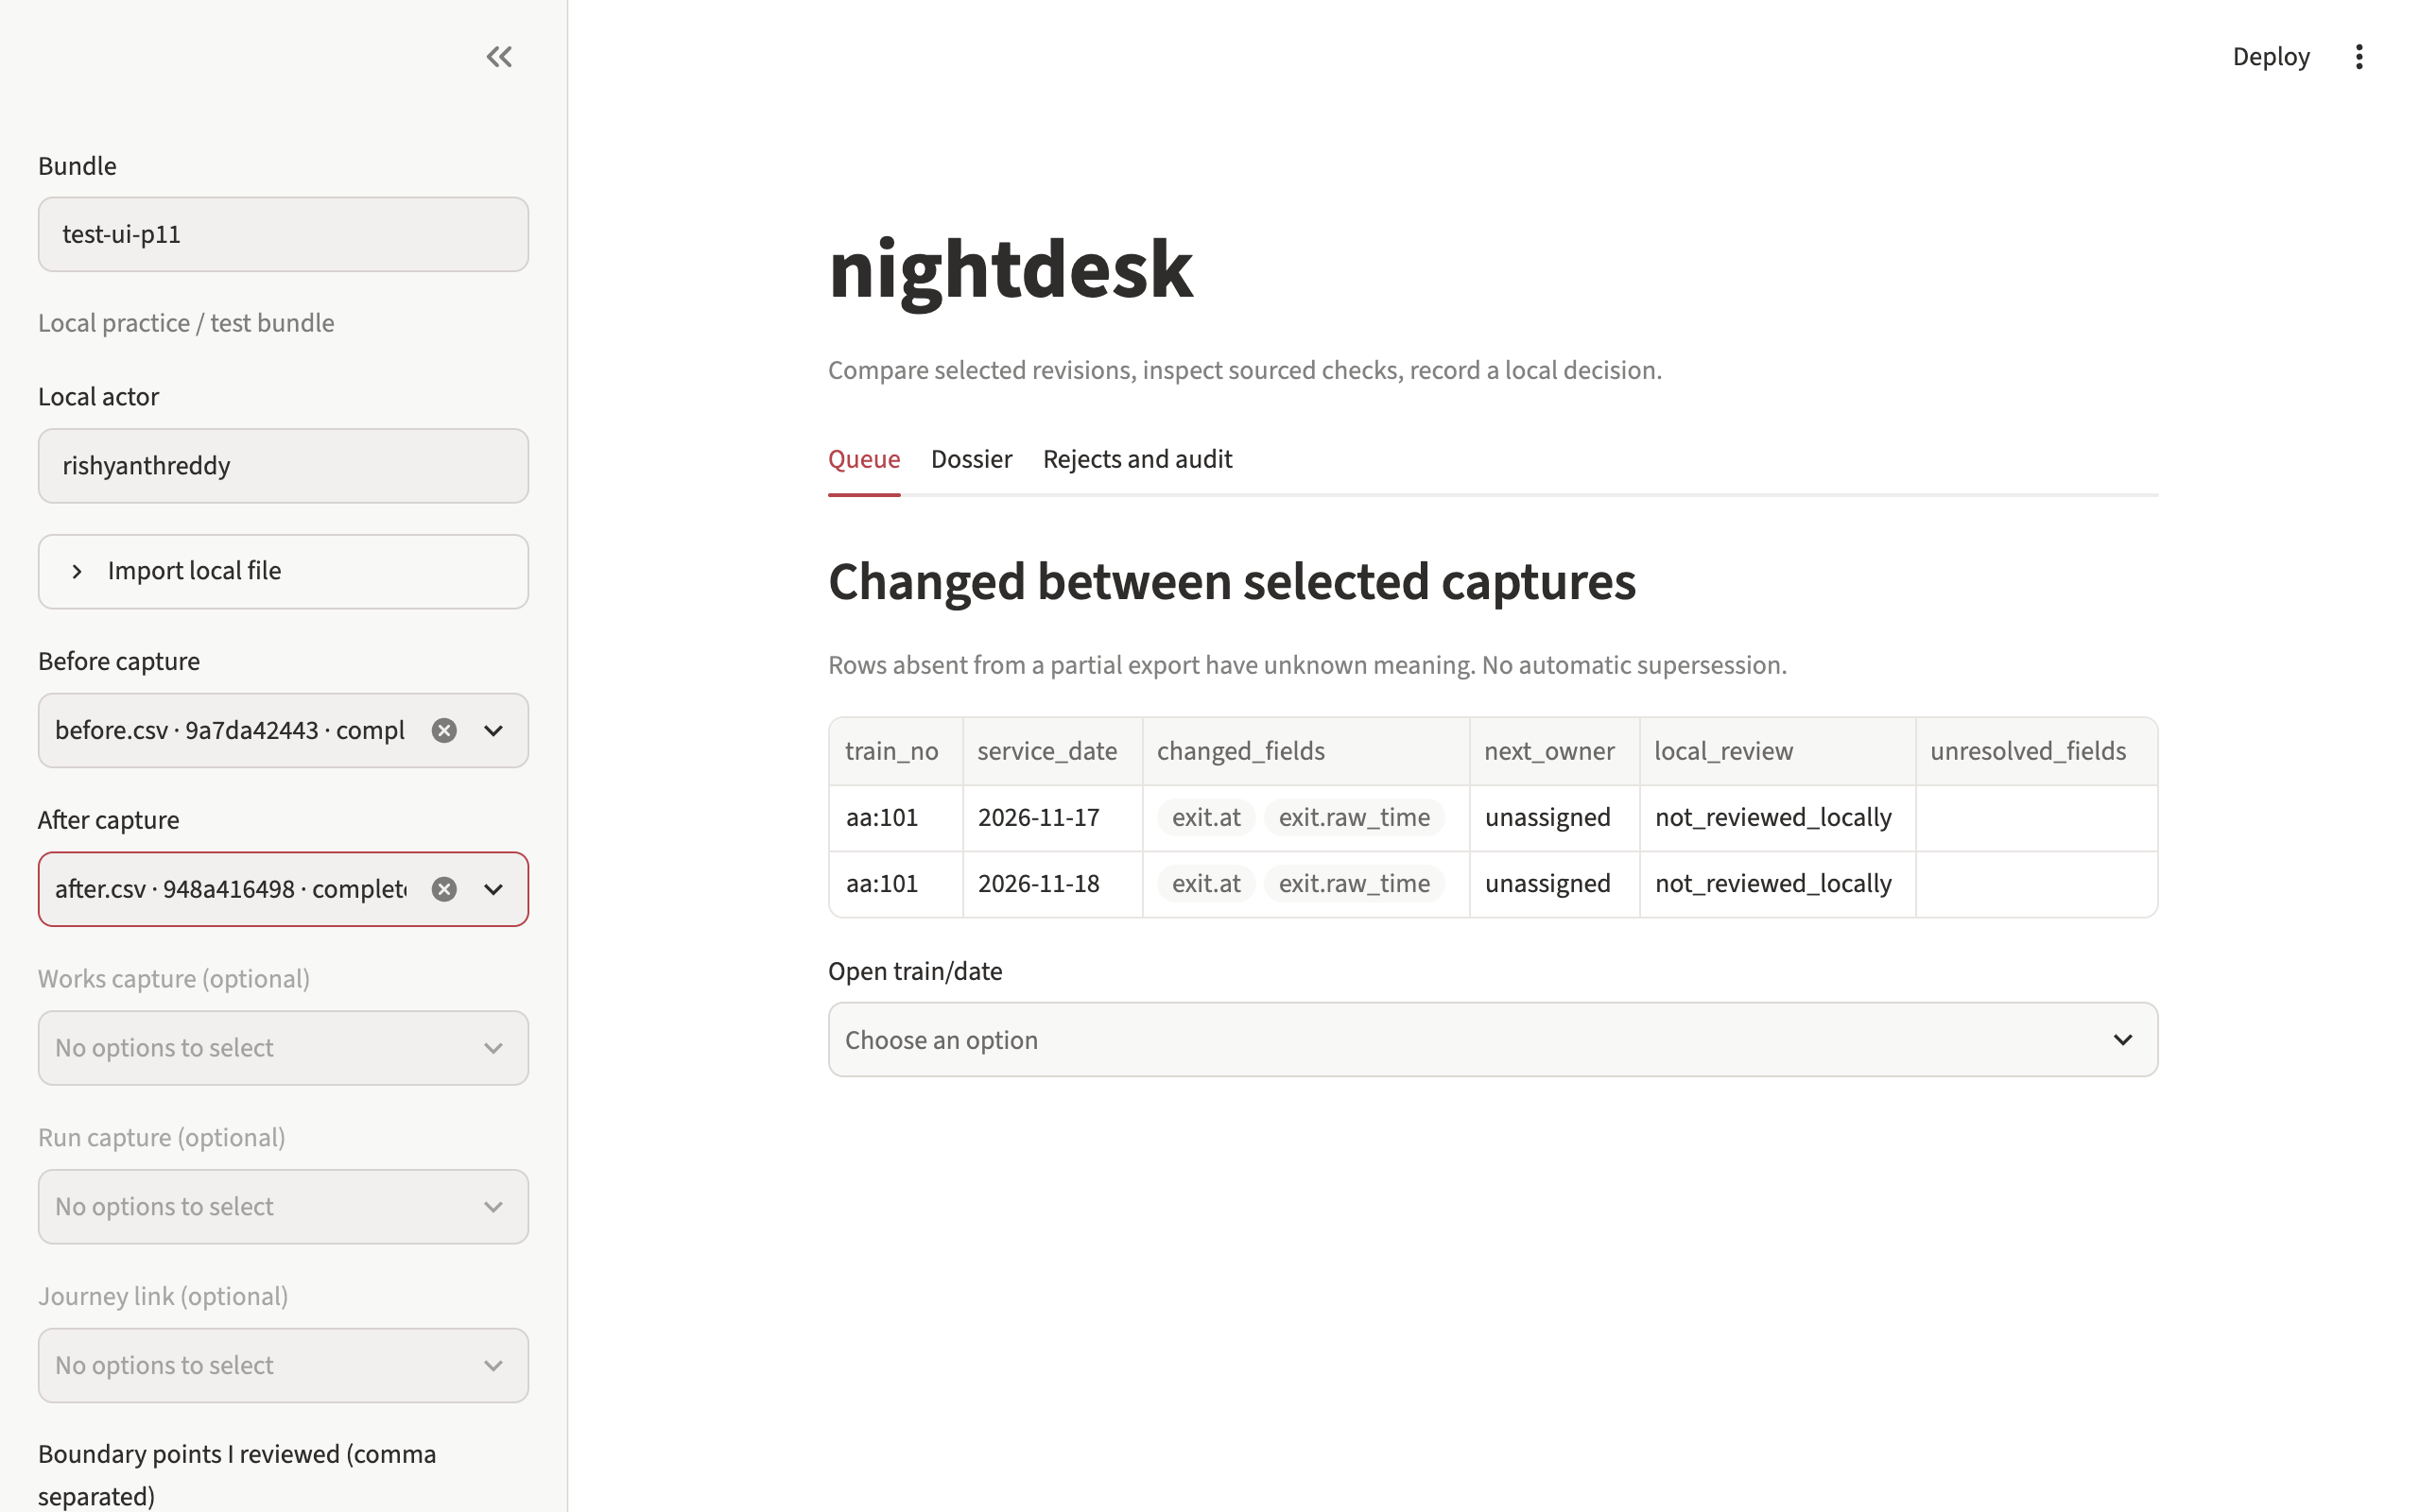 Deploy
Bundle
test-ui-p11
Local practice / test bundle
Local actor
rishyanthreddy
Import local file
Before capture
before.csv · 9a7da42443 · compl
After capture
after.csv · 948a416498 · complet
Works capture (optional)
No options to select
Run capture (optional)
No options to select
Journey link (optional)
No options to select
Boundary points I reviewed (comma
separated)
nightdesk
Compare selected revisions, inspect sourced checks, record a local decision.
Queue Dossier Rejects and audit
Changed between selected captures
Rows absent from a partial export have unknown meaning. No automatic supersession.
train_no service_date changed_fields next_owner local_review unresolved_fields
aa:101 2026-11-17 exit.at exit.raw_time unassigned not_reviewed_locally
aa:101 2026-11-18 exit.at exit.raw_time unassigned not_reviewed_locally
Open train/date
Choose an option